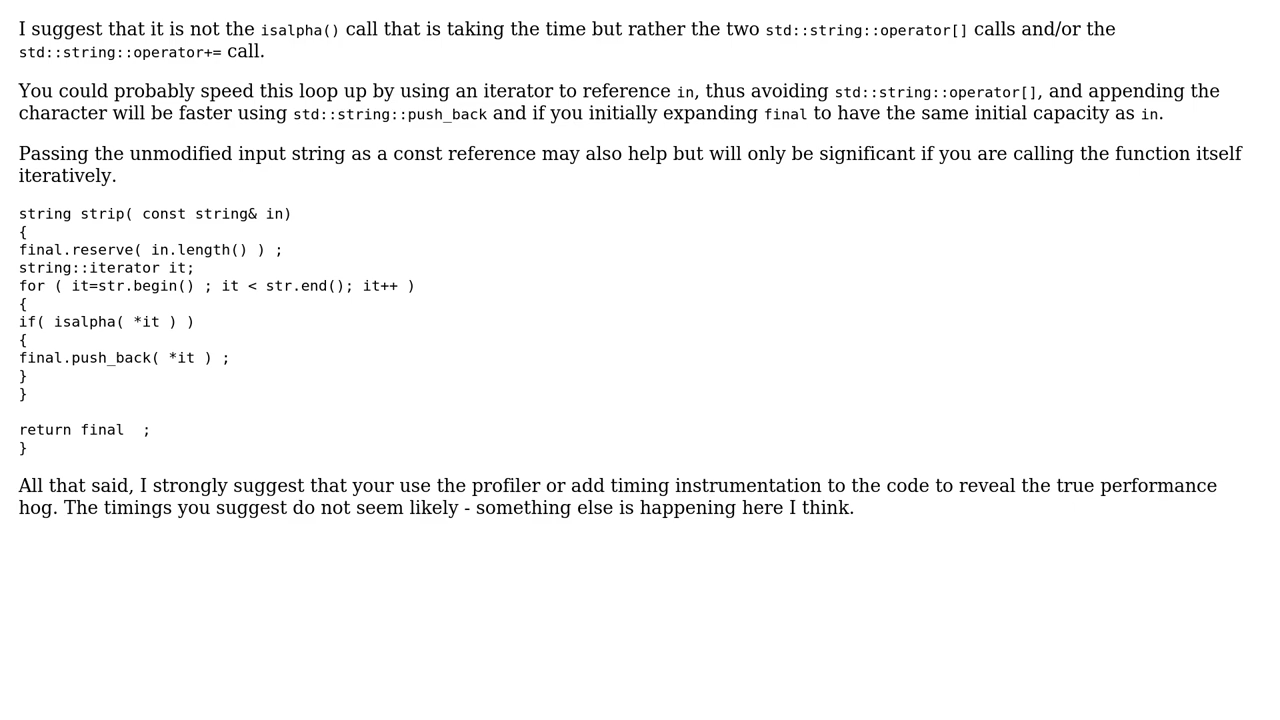 I suggest that it is not the isalpha() call that is taking the time but rather the two std::string::operator[] calls and/or the
std::string::operator+= call.
You could probably speed this loop up by using an iterator to reference in, thus avoiding std::string::operator[], and appending the
character will be faster using std::string::push_back and if you initially expanding final to have the same initial capacity as in.
Passing the unmodified input string as a const reference may also help but will only be significant if you are calling the function itself
iteratively.
string strip( const string& in)
{
final.reserve( in.length() ) ;
string::iterator it;
for ( it=str.begin() ; it < str.end(); it++ )
{
if( isalpha( *it ) )
{
final.push_back( *it ) ;
}
}
return final  ;
}
All that said, I strongly suggest that your use the profiler or add timing instrumentation to the code to reveal the true performance
hog. The timings you suggest do not seem likely - something else is happening here I think.